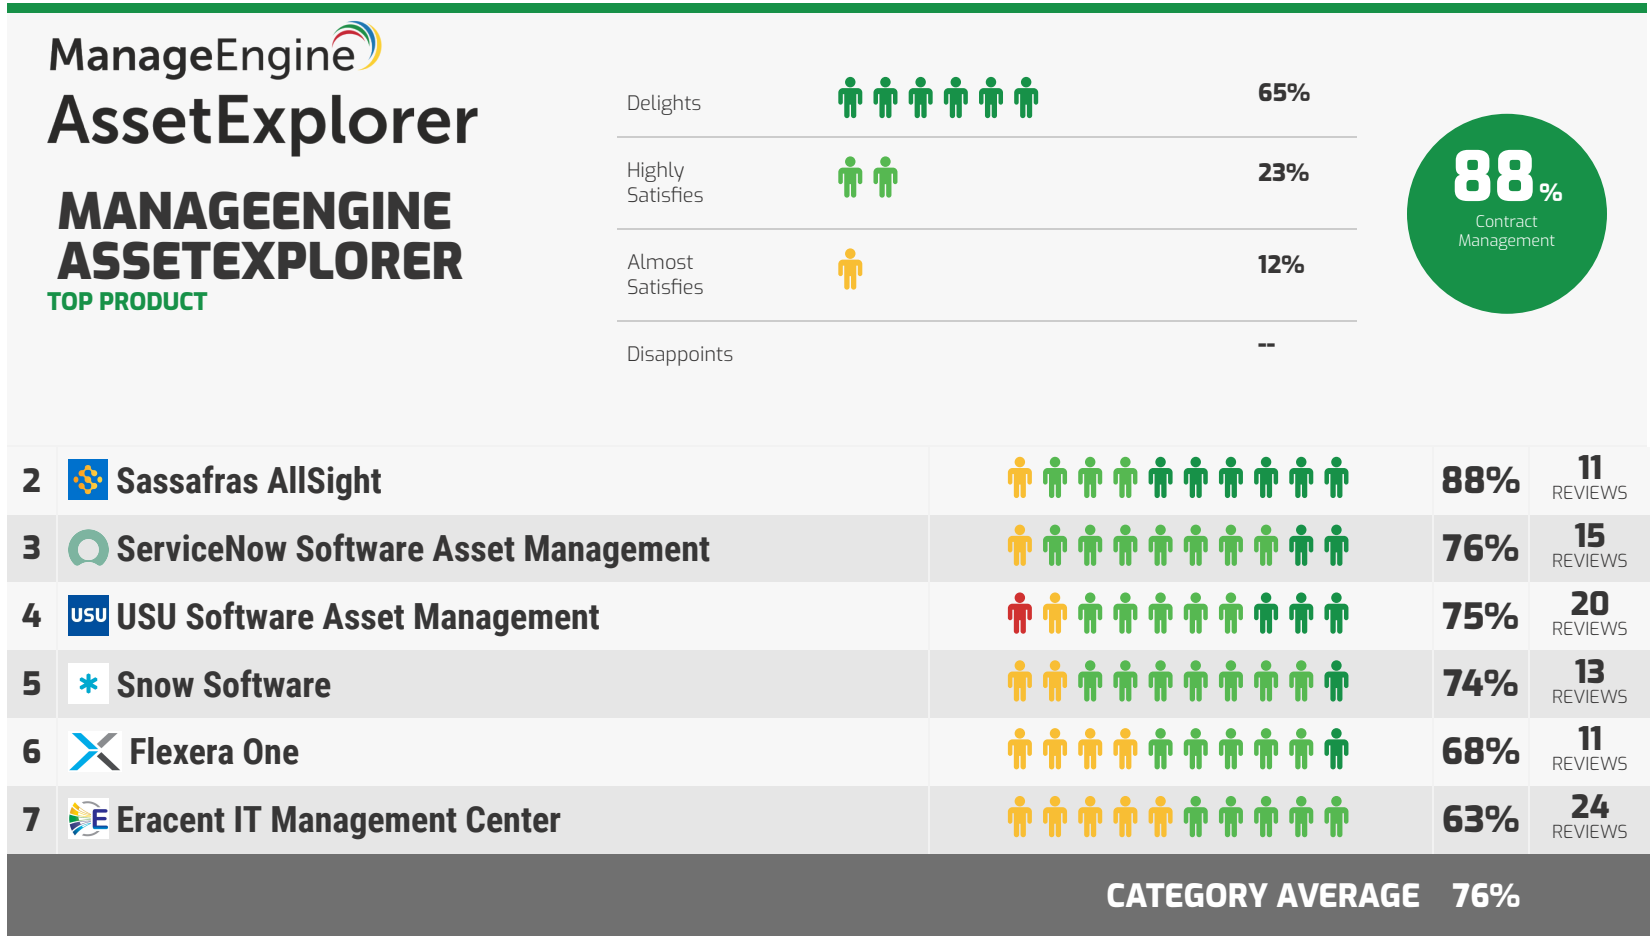 ManageEngine
AssetExplorer
MANAGEENGINE
ASSETEXPLORER
TOP PRODUCT
Delights 65%
Highly
Satisfies 23%
Almost
Satisfies 12%
Disappoints --
88%
Contract
Management
2 Sassafras AllSight 88% 11 REVIEWS
3 ServiceNow Software Asset Management 76% 15 REVIEWS
4 USU USU Software Asset Management 75% 20 REVIEWS
5 Snow Software 74% 13 REVIEWS
6 Flexera One 68% 11 REVIEWS
7 E Eracent IT Management Center 63% 24 REVIEWS
CATEGORY AVERAGE 76%